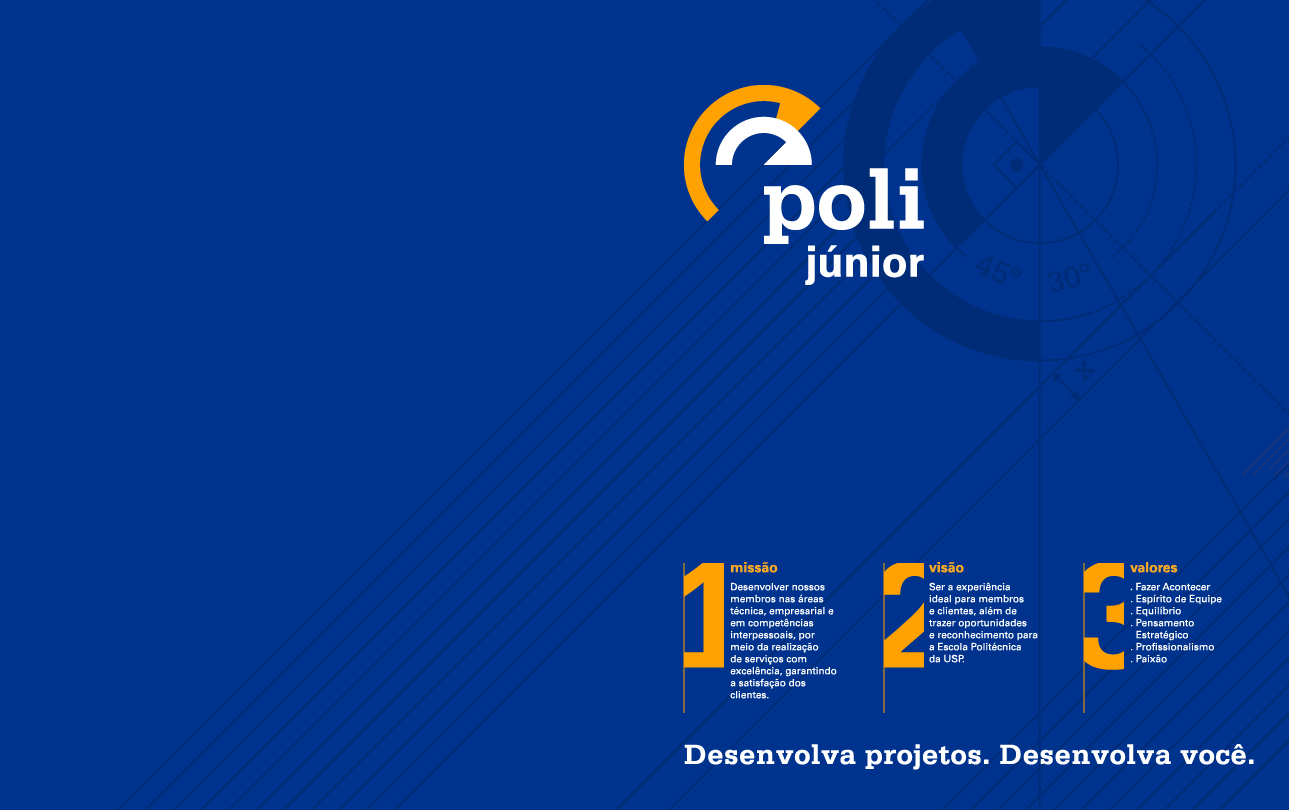 poli
júnior
45° 30°
x
1
missão
Desenvolver nossos
membros nas áreas
técnica, empresarial e
em competências
interpessoais, por
meio da realização
de serviços com
excelência, garantindo
a satisfação dos
clientes.
2
visão
Ser a experiência
ideal para membros
e clientes, além de
trazer oportunidades
e reconhecimento para
a Escola Politécnica
da USP.
3
valores
. Fazer Acontecer
. Espírito de Equipe
. Equilíbrio
. Pensamento
Estratégico
. Profissionalismo
. Paixão
Desenvolva projetos. Desenvolva você.